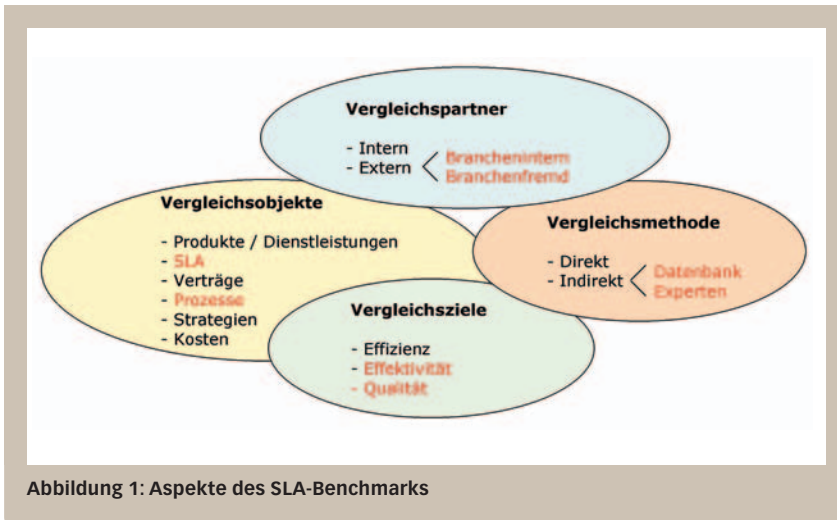 Vergleichspartner
- Intern
- Extern < Branchenintern
Branchenfremd
Vergleichsobjekte
- Produkte / Dienstleistungen
- SLA
- Verträge
- Prozesse
- Strategien
- Kosten
Vergleichsmethode
- Direkt
- Indirekt < Datenbank
Experten
Vergleichsziele
- Effizienz
- Effektivität
- Qualität
Abbildung 1: Aspekte des SLA-Benchmarks